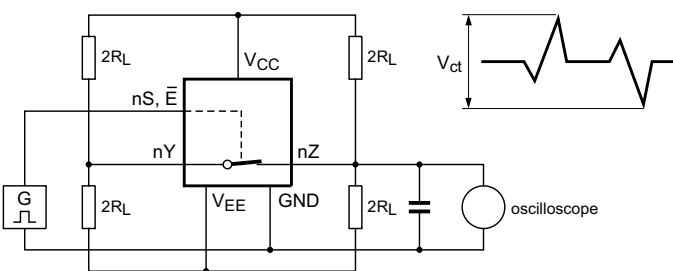 2RL
VCC
2RL
Vct
nS, E̅
nY
nZ
G
2RL
VEE
GND
2RL
oscilloscope